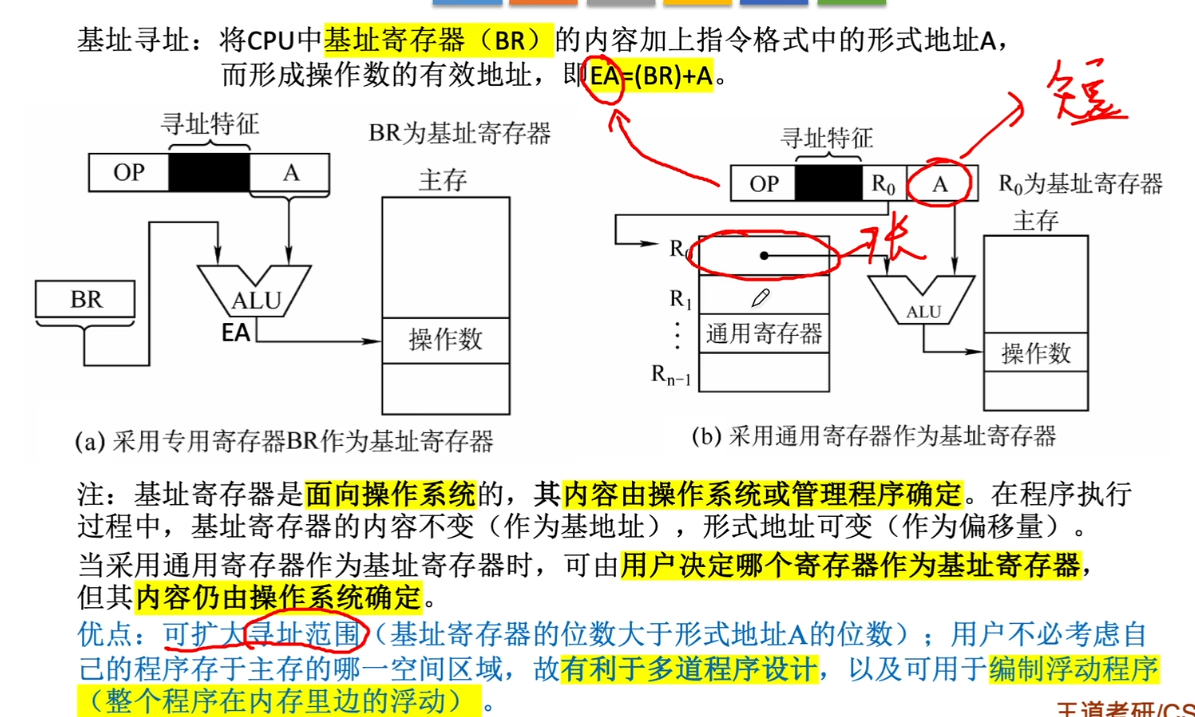 基址寻址：将CPU中基址寄存器（BR）的内容加上指令格式中的形式地址A，
而形成操作数的有效地址，即EA=(BR)+A。
短
寻址特征
OP
A
BR为基址寄存器
主存
BR
ALU
EA
操作数
(a) 采用专用寄存器BR作为基址寄存器
寻址特征
OP
R₀
A
R₀为基址寄存器
主存
长
R₁
通用寄存器
Rₙ₋₁
ALU
操作数
(b) 采用通用寄存器作为基址寄存器
注：基址寄存器是面向操作系统的，其内容由操作系统或管理程序确定。在程序执行
过程中，基址寄存器的内容不变（作为基地址），形式地址可变（作为偏移量）。
当采用通用寄存器作为基址寄存器时，可由用户决定哪个寄存器作为基址寄存器，
但其内容仍由操作系统确定。
优点：可扩大寻址范围（基址寄存器的位数大于形式地址A的位数）；用户不必考虑自
己的程序存于主存的哪一空间区域，故有利于多道程序设计，以及可用于编制浮动程序
（整个程序在内存里边的浮动）。
王道考研/CS